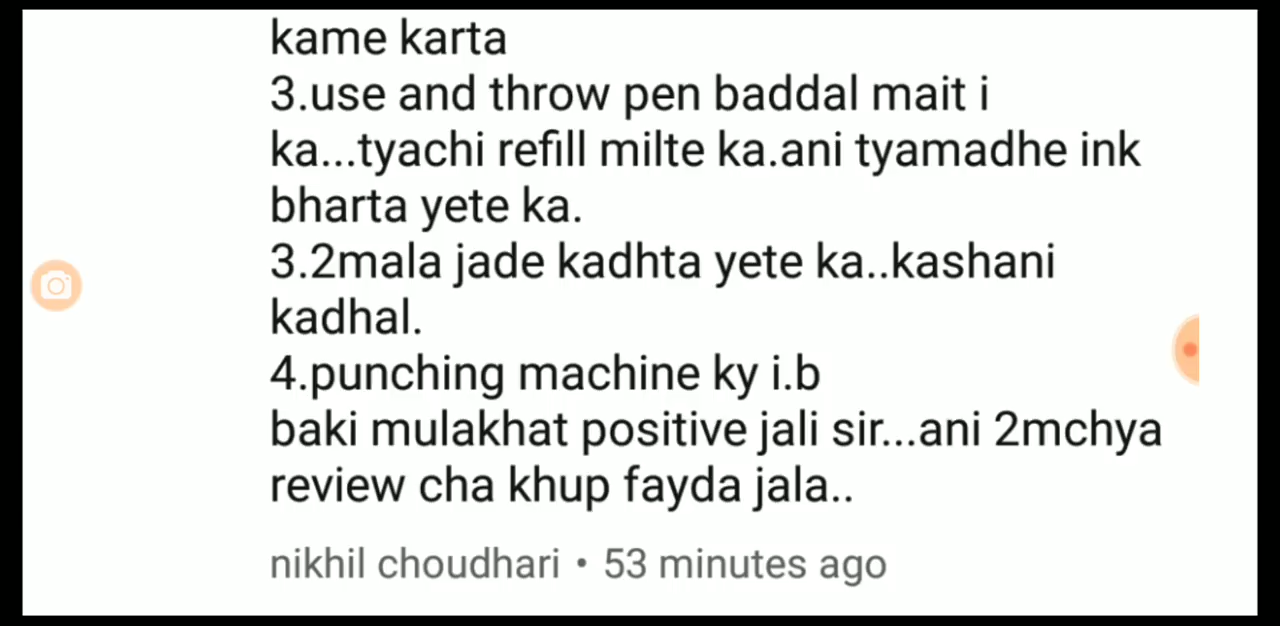 kame karta
3.use and throw pen baddal mait i
ka...tyachi refill milte ka.ani tyamadhe ink
bharta yete ka.
3.2mala jade kadhta yete ka..kashani
kadhal.
4.punching machine ky i.b
baki mulakhat positive jali sir...ani 2mchya
review cha khup fayda jala..
nikhil choudhari • 53 minutes ago